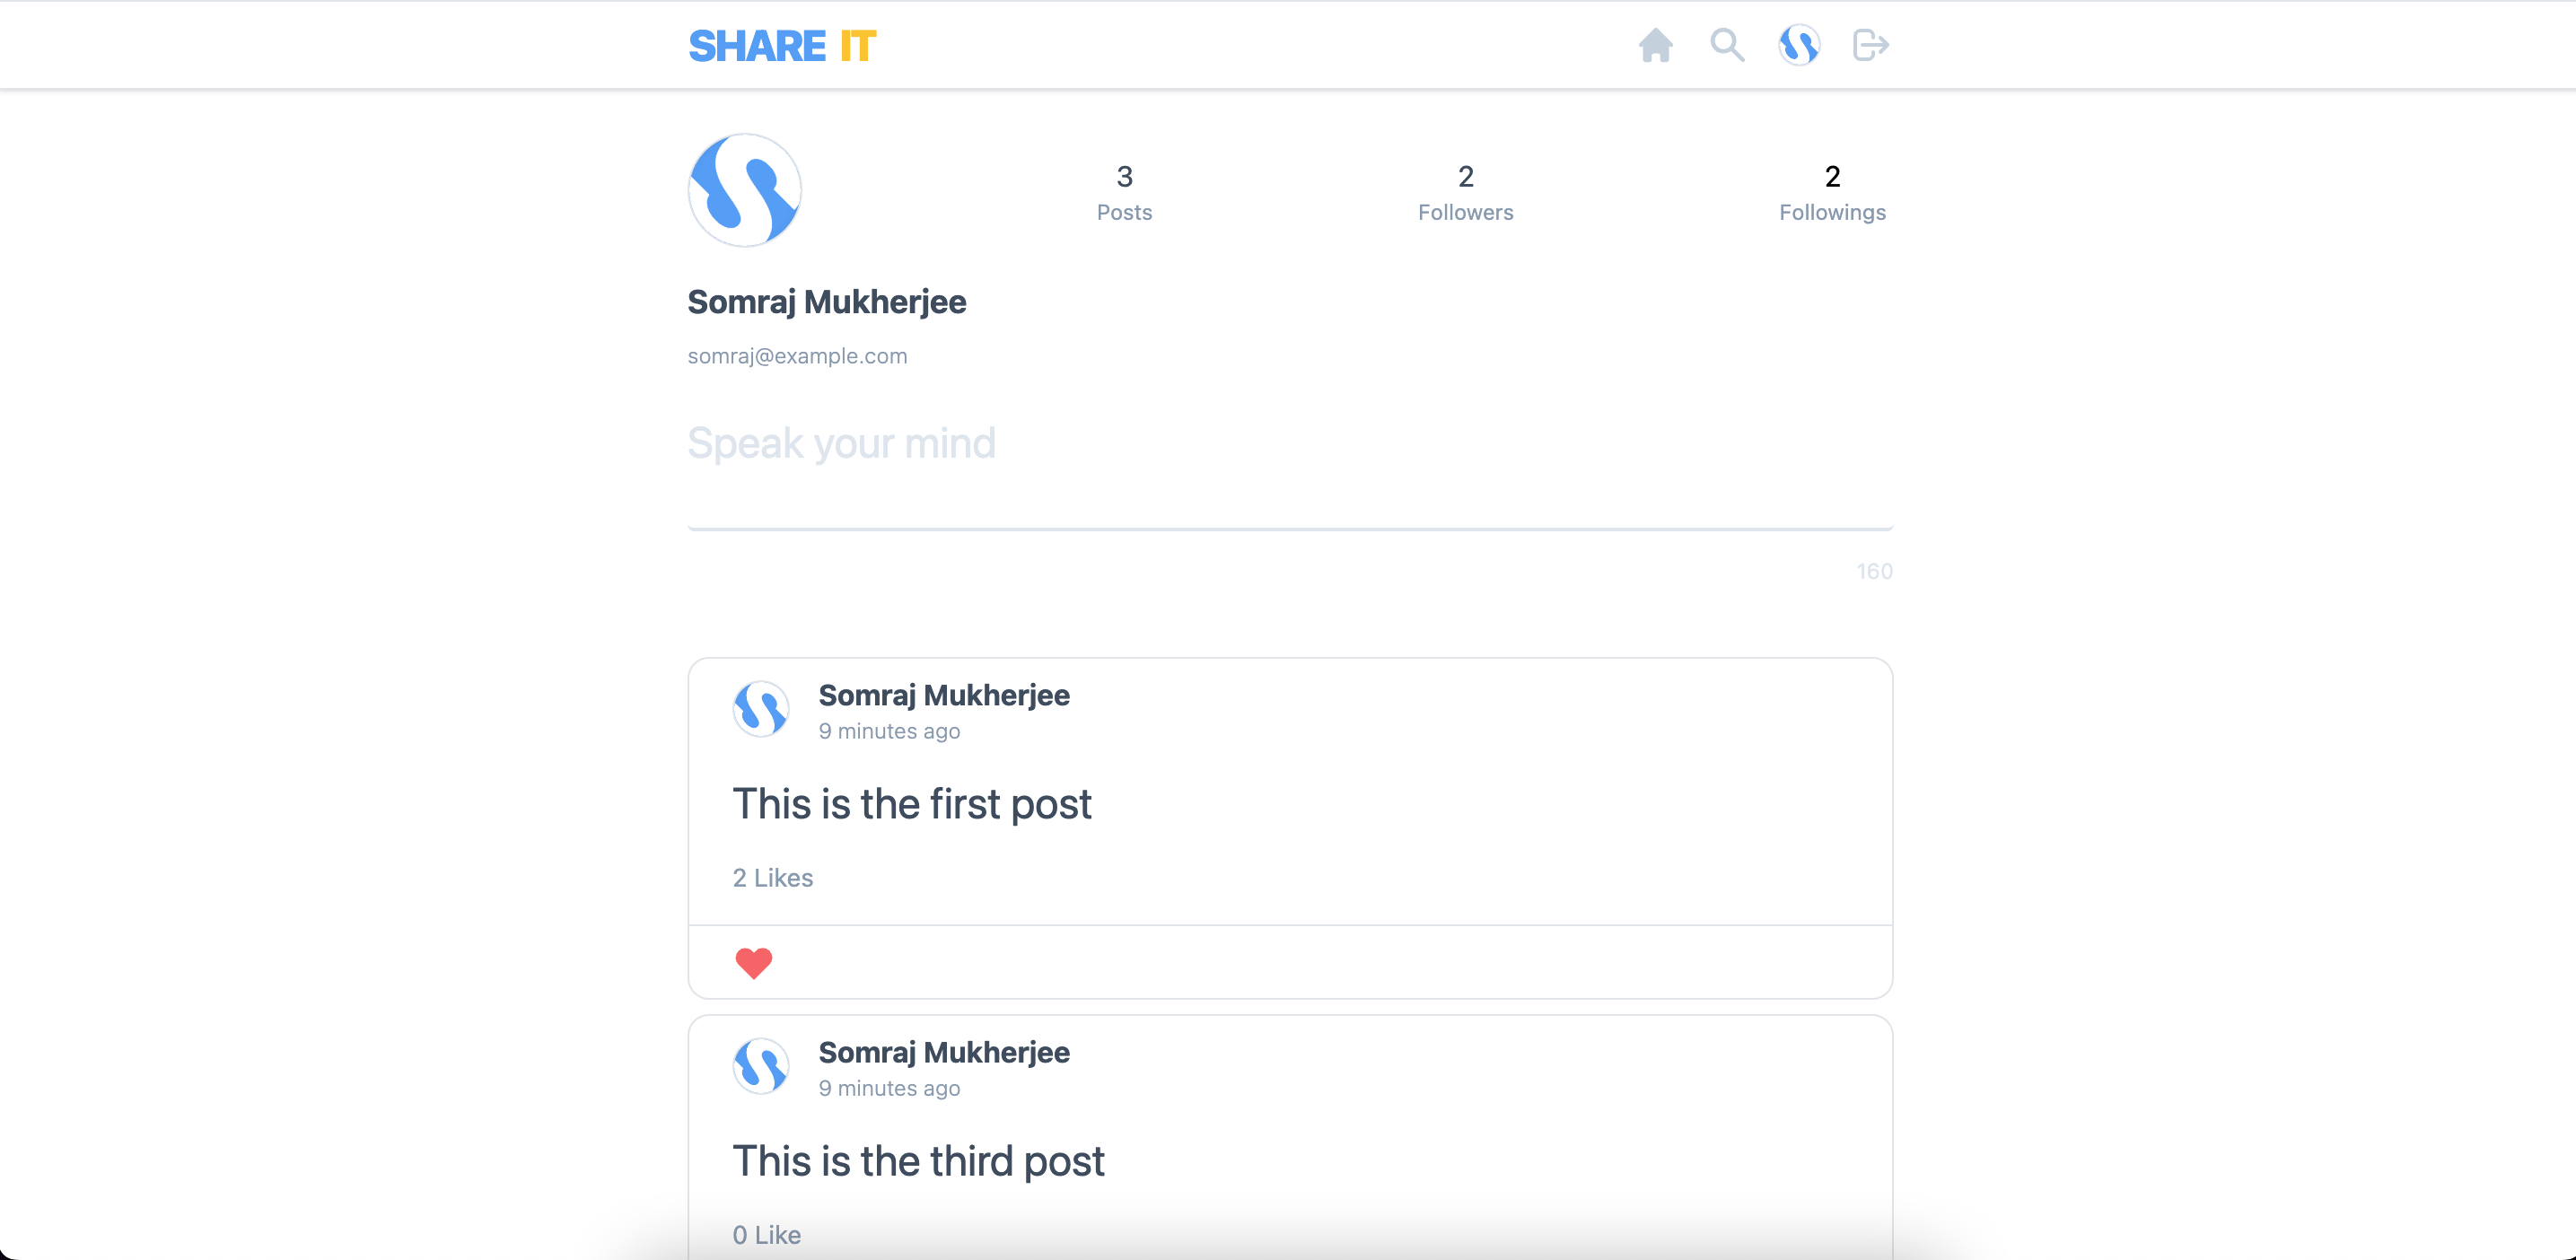 SHARE IT
3
Posts
2
Followers
2
Followings
Somraj Mukherjee
somraj@example.com
Speak your mind
160
Somraj Mukherjee
9 minutes ago
This is the first post
2 Likes
Somraj Mukherjee
9 minutes ago
This is the third post
0 Like